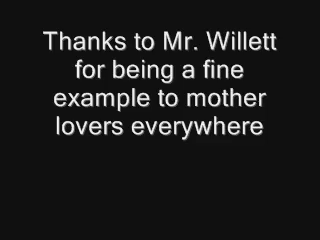 Thanks to Mr. Willett
for being a fine
example to mother
lovers everywhere